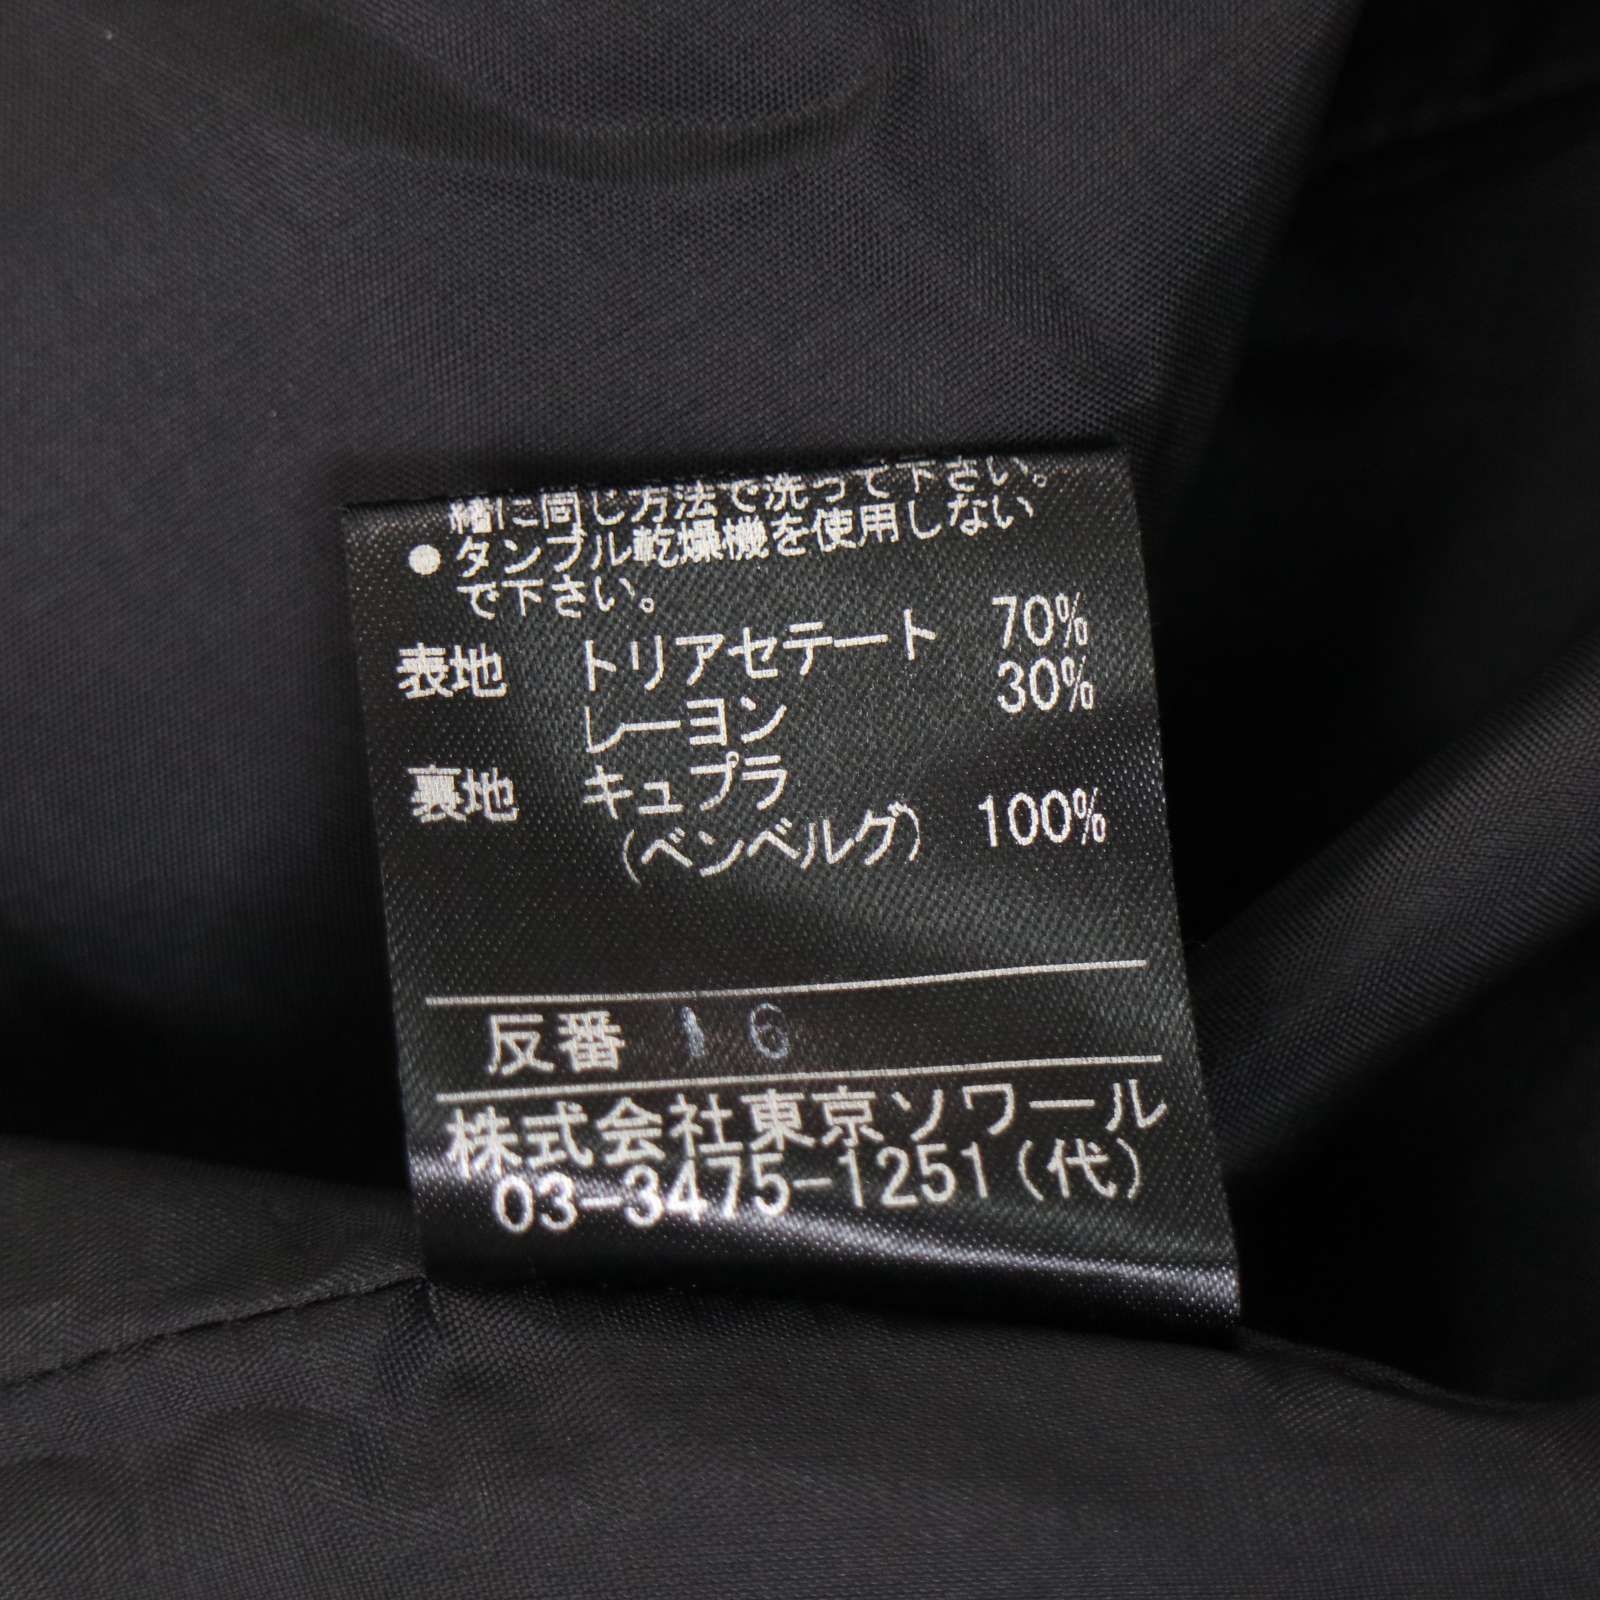 緒に同じ方法で洗って下さい。
●タンブル乾燥機を使用しない
で下さい。
表地 トリアセテート 70%
レーヨン 30%
裏地 キュプラ
(ベンベルグ) 100%
反番 16
株式会社東京ソワール
03-3475-1251(代)